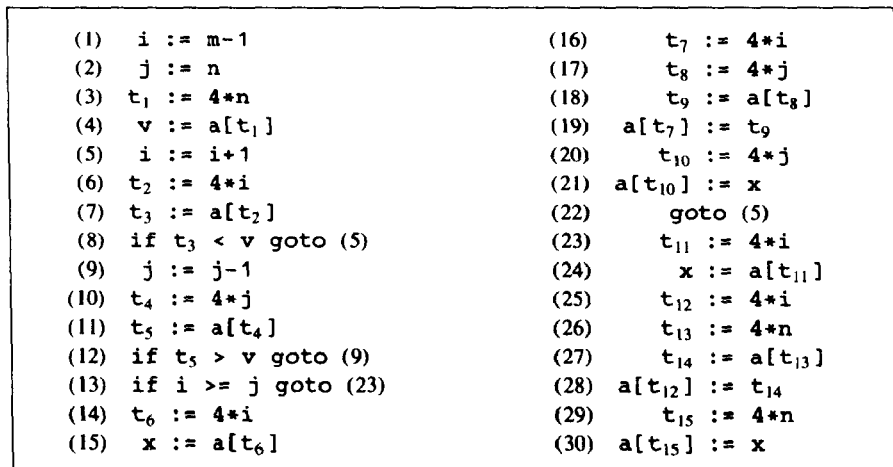 (1) i := m-1
(2) j := n
(3) t₁ := 4*n
(4) v := a[t₁]
(5) i := i+1
(6) t₂ := 4*i
(7) t₃ := a[t₂]
(8) if t₃ < v goto (5)
(9) j := j-1
(10) t₄ := 4*j
(11) t₅ := a[t₄]
(12) if t₅ > v goto (9)
(13) if i >= j goto (23)
(14) t₆ := 4*i
(15) x := a[t₆]
(16) t₇ := 4*i
(17) t₈ := 4*j
(18) t₉ := a[t₈]
(19) a[t₇] := t₉
(20) t₁₀ := 4*j
(21) a[t₁₀] := x
(22) goto (5)
(23) t₁₁ := 4*i
(24) x := a[t₁₁]
(25) t₁₂ := 4*i
(26) t₁₃ := 4*n
(27) t₁₄ := a[t₁₃]
(28) a[t₁₂] := t₁₄
(29) t₁₅ := 4*n
(30) a[t₁₅] := x